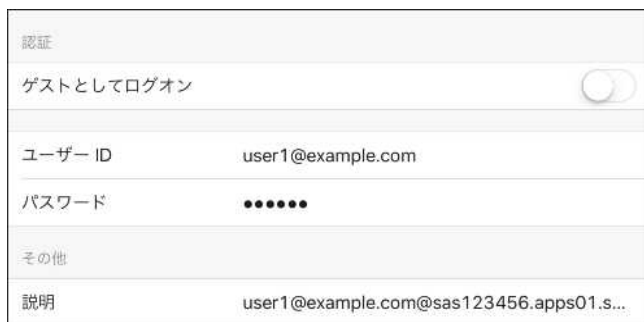 認証
ゲストとしてログオン
ユーザー ID user1@example.com
パスワード ●●●●●●
その他
説明 user1@example.com@sas123456.apps01.s...